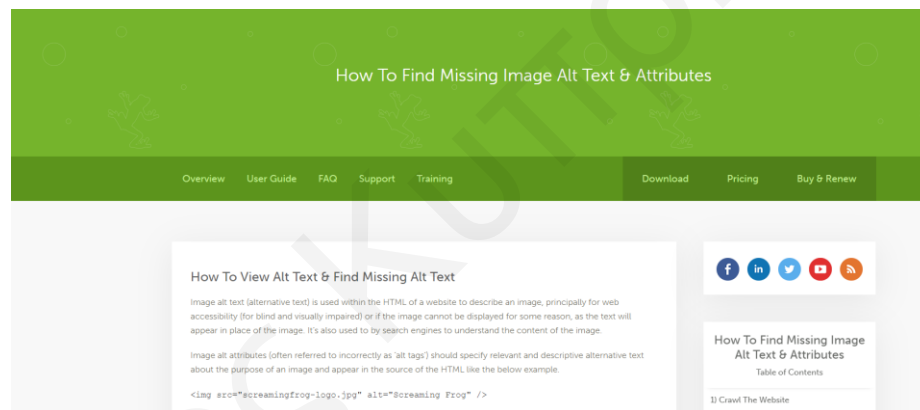 How To Find Missing Image Alt Text & Attributes
Overview User Guide FAQ Support Training Download Pricing Buy & Renew
How To View Alt Text & Find Missing Alt Text
Image alt text (alternative text) is used within the HTML of a website to describe an image, principally for web
accessibility (for blind and visually impaired) or if the image cannot be displayed for some reason, as the text will
appear in place of the image. It's also used to by search engines to understand the content of the image.
Image alt attributes (often referred to incorrectly as 'alt tags') should specify relevant and descriptive alternative text
about the purpose of an image and appear in the source of the HTML like the below example.
<img src="screamingfrog-logo.jpg" alt="Screaming Frog" />
f in
How To Find Missing Image
Alt Text & Attributes
Table of Contents
1) Crawl The Website